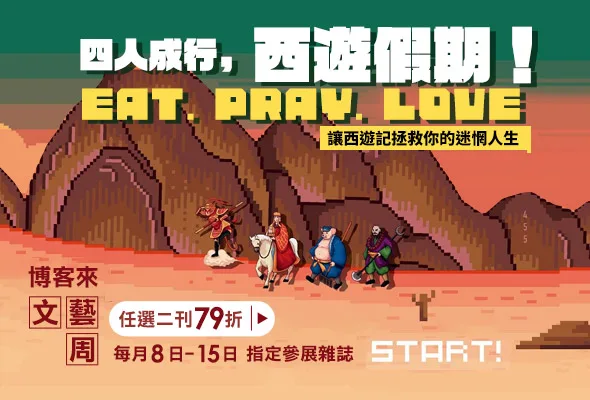 四人成行，西遊假期！
EAT. PRAY. LOVE
讓西遊記拯救你的迷惘人生
455
博客來
文藝周
任選二刊79折
每月8日-15日 指定參展雜誌
START!